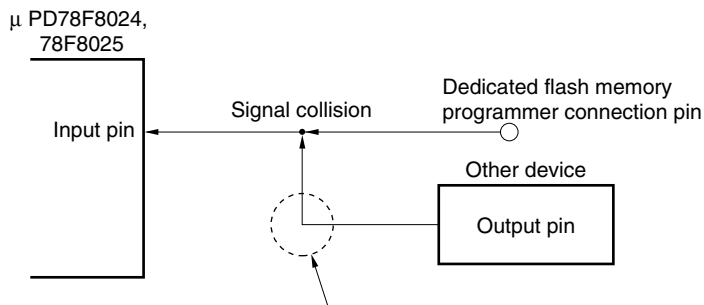 μ PD78F8024,
78F8025
Dedicated flash memory
programmer connection pin
Signal collision
Input pin
Other device
Output pin